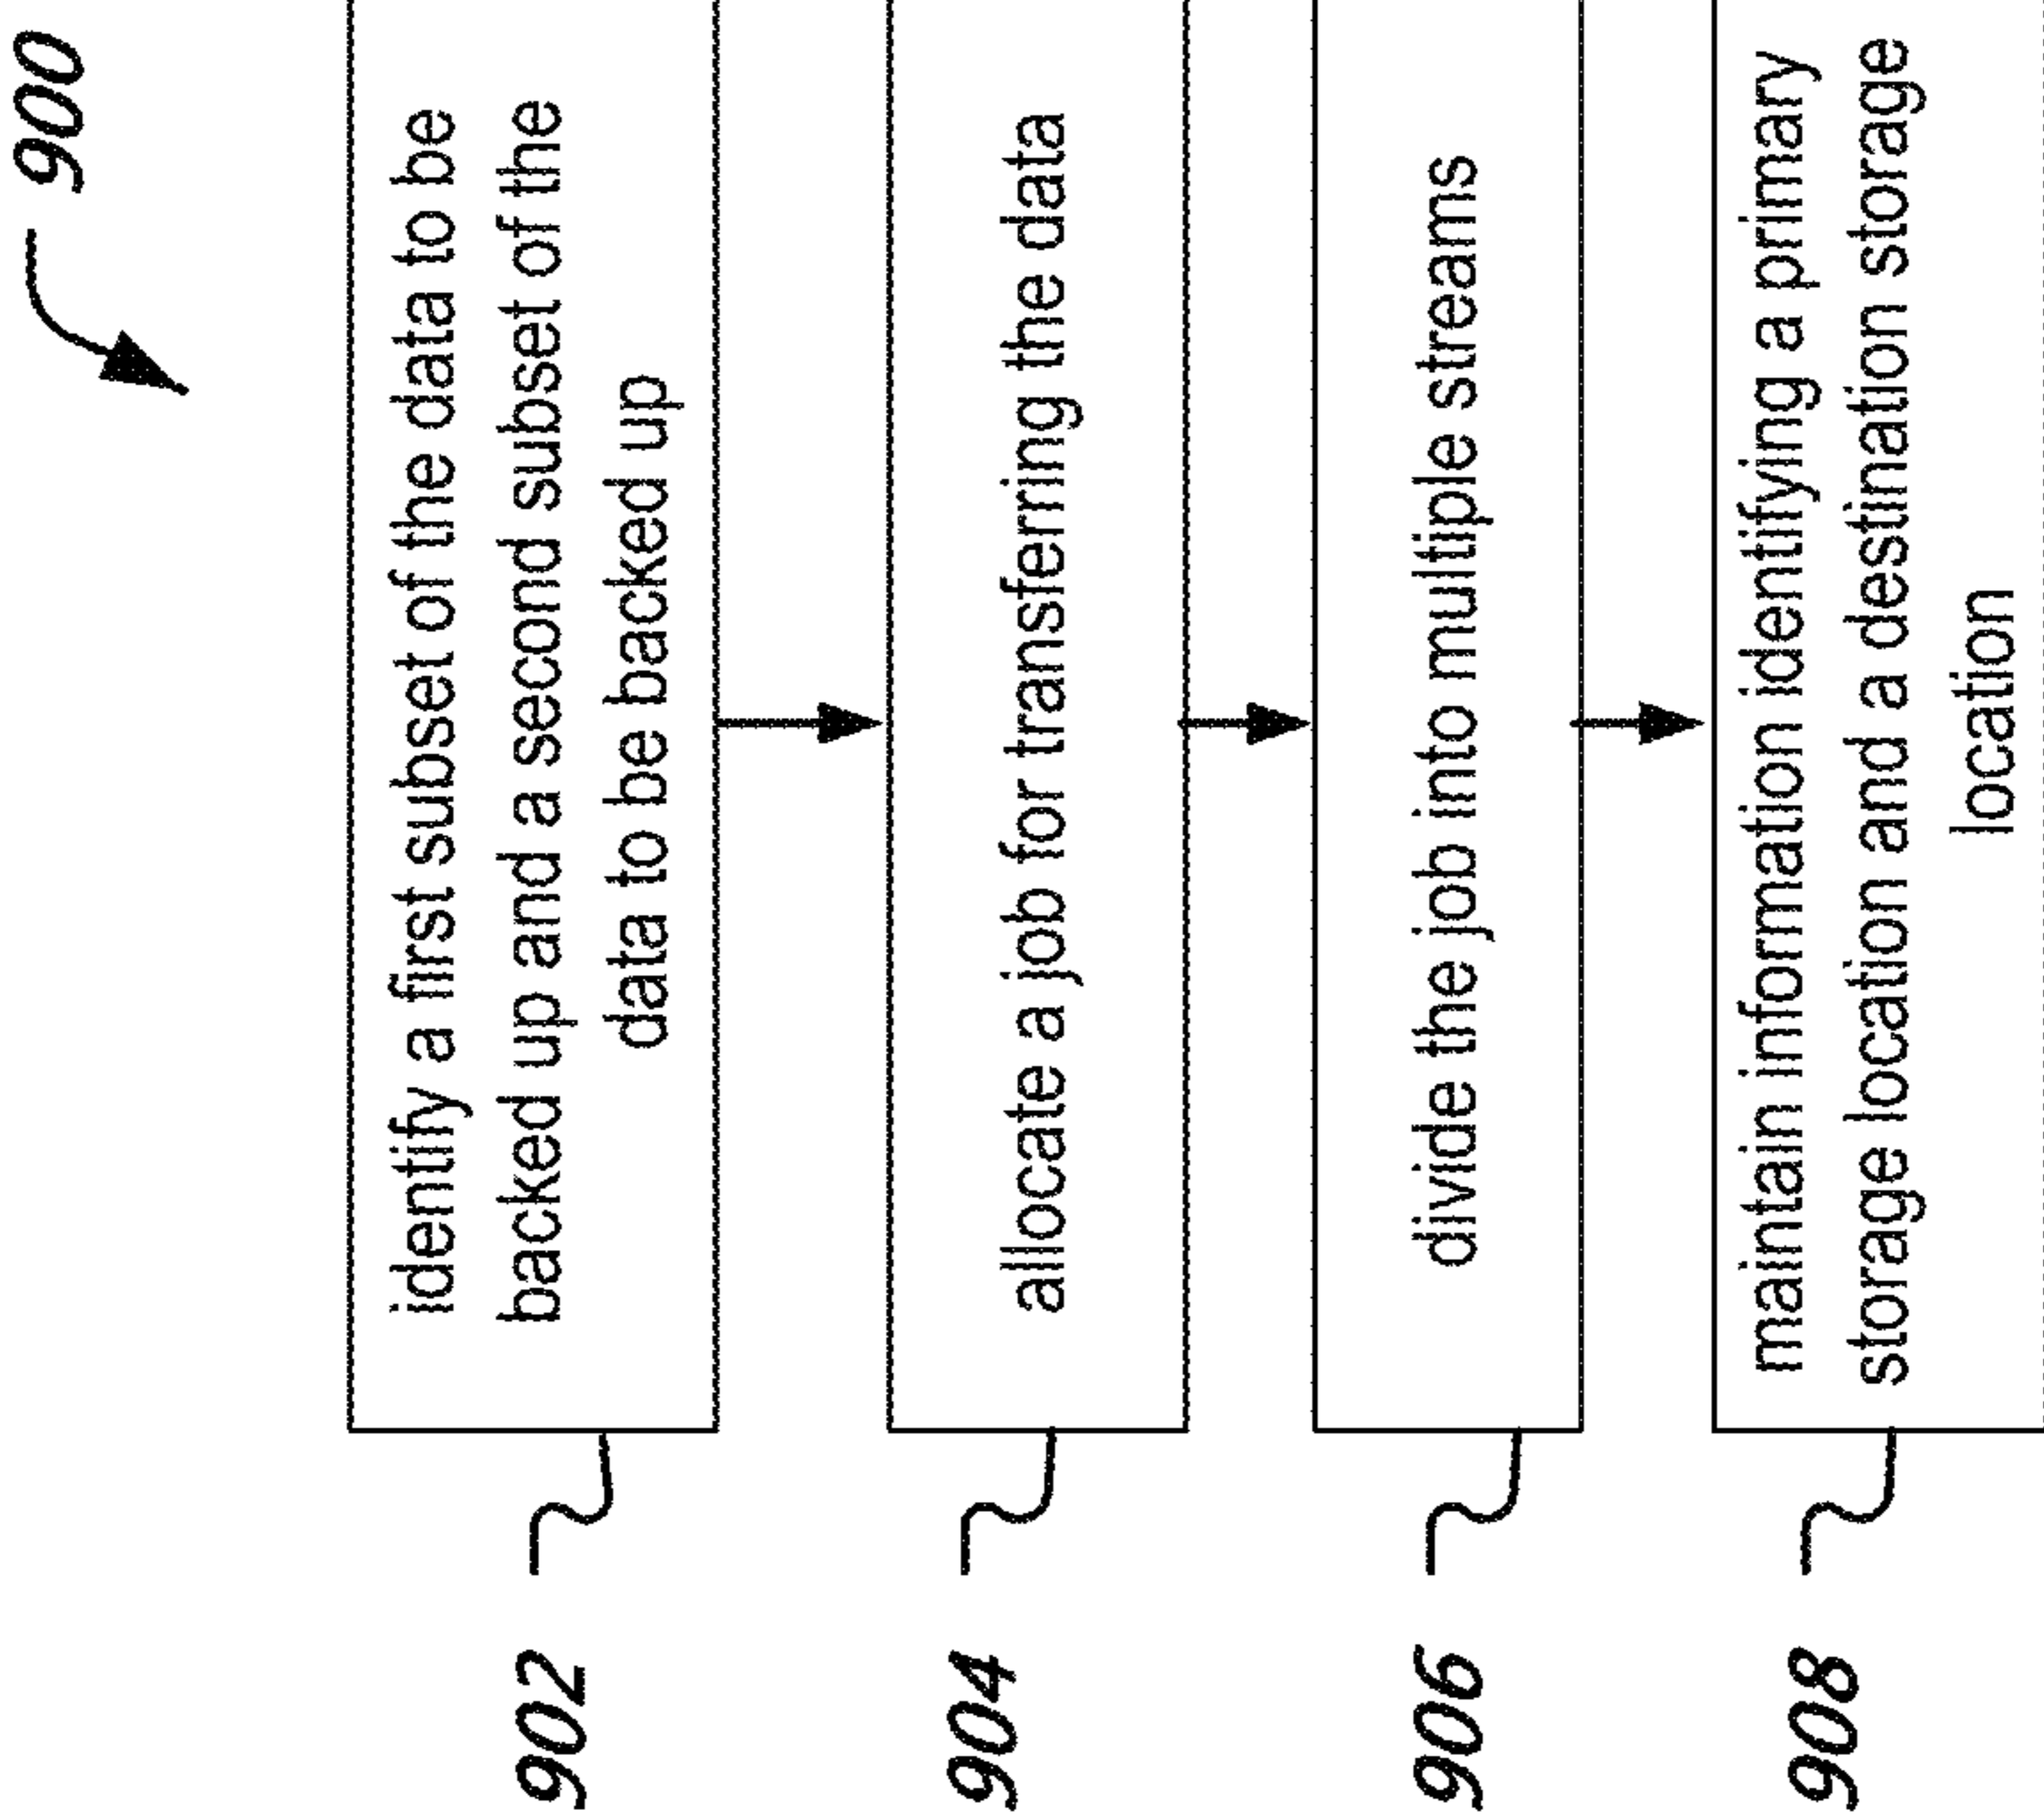 900
902
identify a first subset of the data to be
backed up and a second subset of the
data to be backed up
904
allocate a job for transferring the data
906
divide the job into multiple streams
908
maintain information identifying a primary
storage location and a destination storage
location